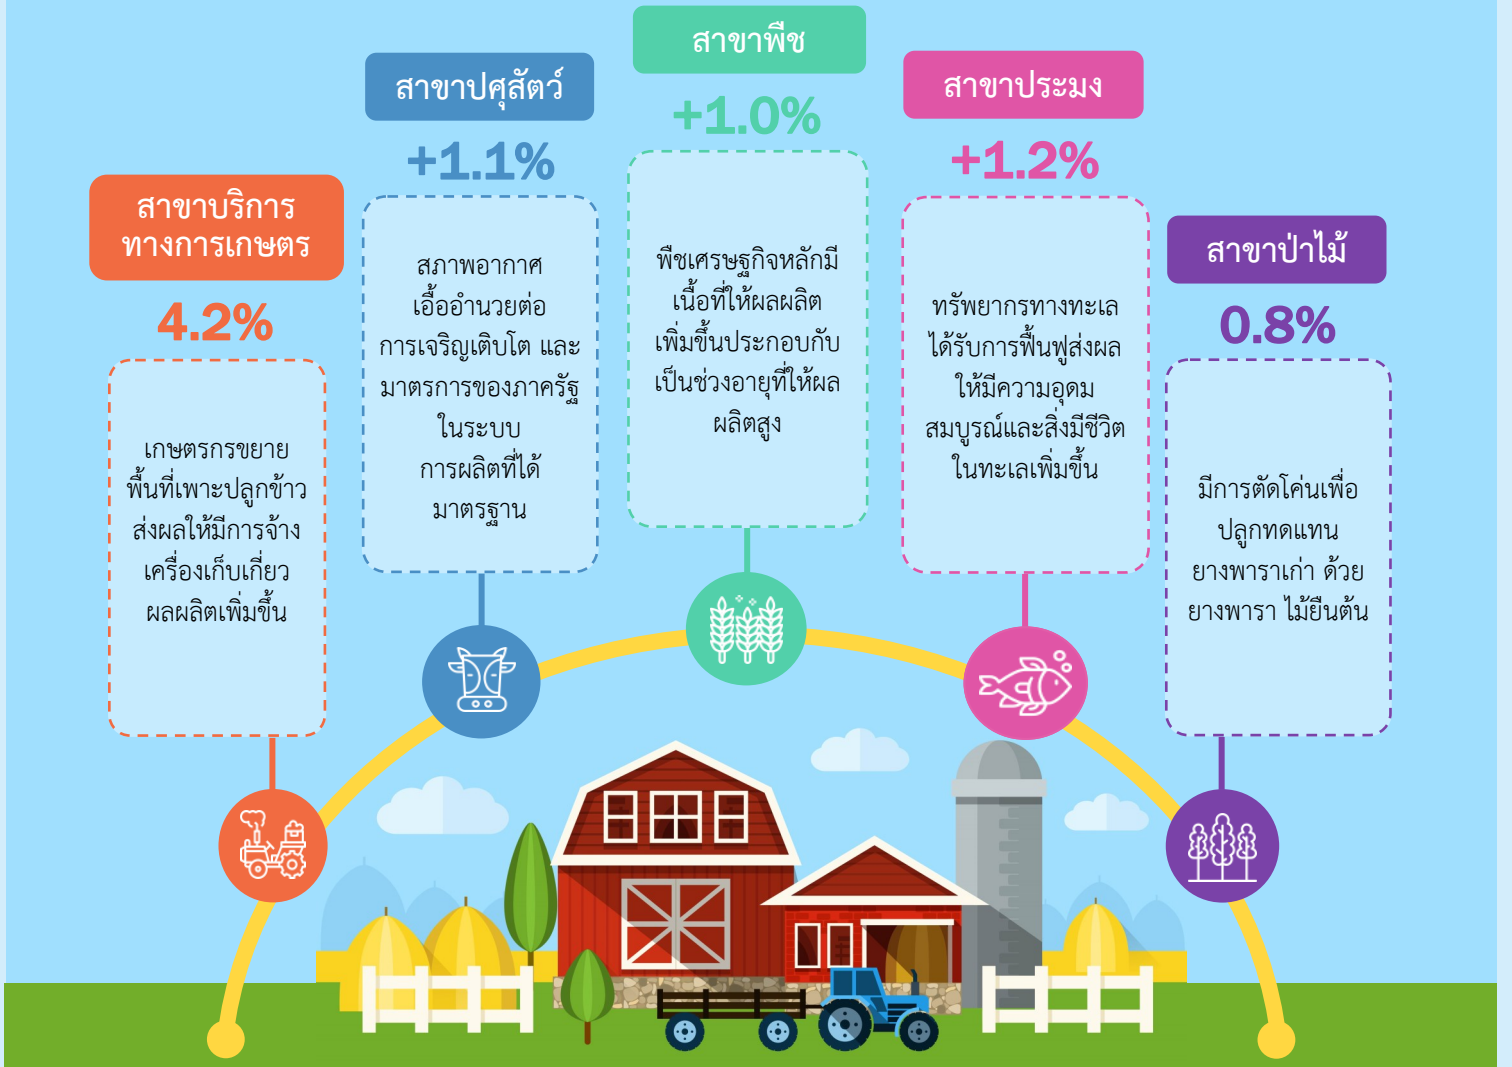 สาขาบริการ
ทางการเกษตร
4.2%
เกษตรกรขยาย
พื้นที่เพาะปลูกข้าว
ส่งผลให้มีการจ้าง
เครื่องเก็บเกี่ยว
ผลผลิตเพิ่มขึ้น
สาขาปศุสัตว์
+1.1%
สภาพอากาศ
เอื้ออำนวยต่อ
การเจริญเติบโต และ
มาตรการของภาครัฐ
ในระบบ
การผลิตที่ได้
มาตรฐาน
สาขาพืช
+1.0%
พืชเศรษฐกิจหลักมี
เนื้อที่ให้ผลผลิต
เพิ่มขึ้นประกอบกับ
เป็นช่วงอายุที่ให้ผล
ผลิตสูง
สาขาประมง
+1.2%
ทรัพยากรทางทะเล
ได้รับการฟื้นฟูส่งผล
ให้มีความอุดม
สมบูรณ์และสิ่งมีชีวิต
ในทะเลเพิ่มขึ้น
สาขาป่าไม้
0.8%
มีการตัดโค่นเพื่อ
ปลูกทดแทน
ยางพาราเก่า ด้วย
ยางพารา ไม้ยืนต้น